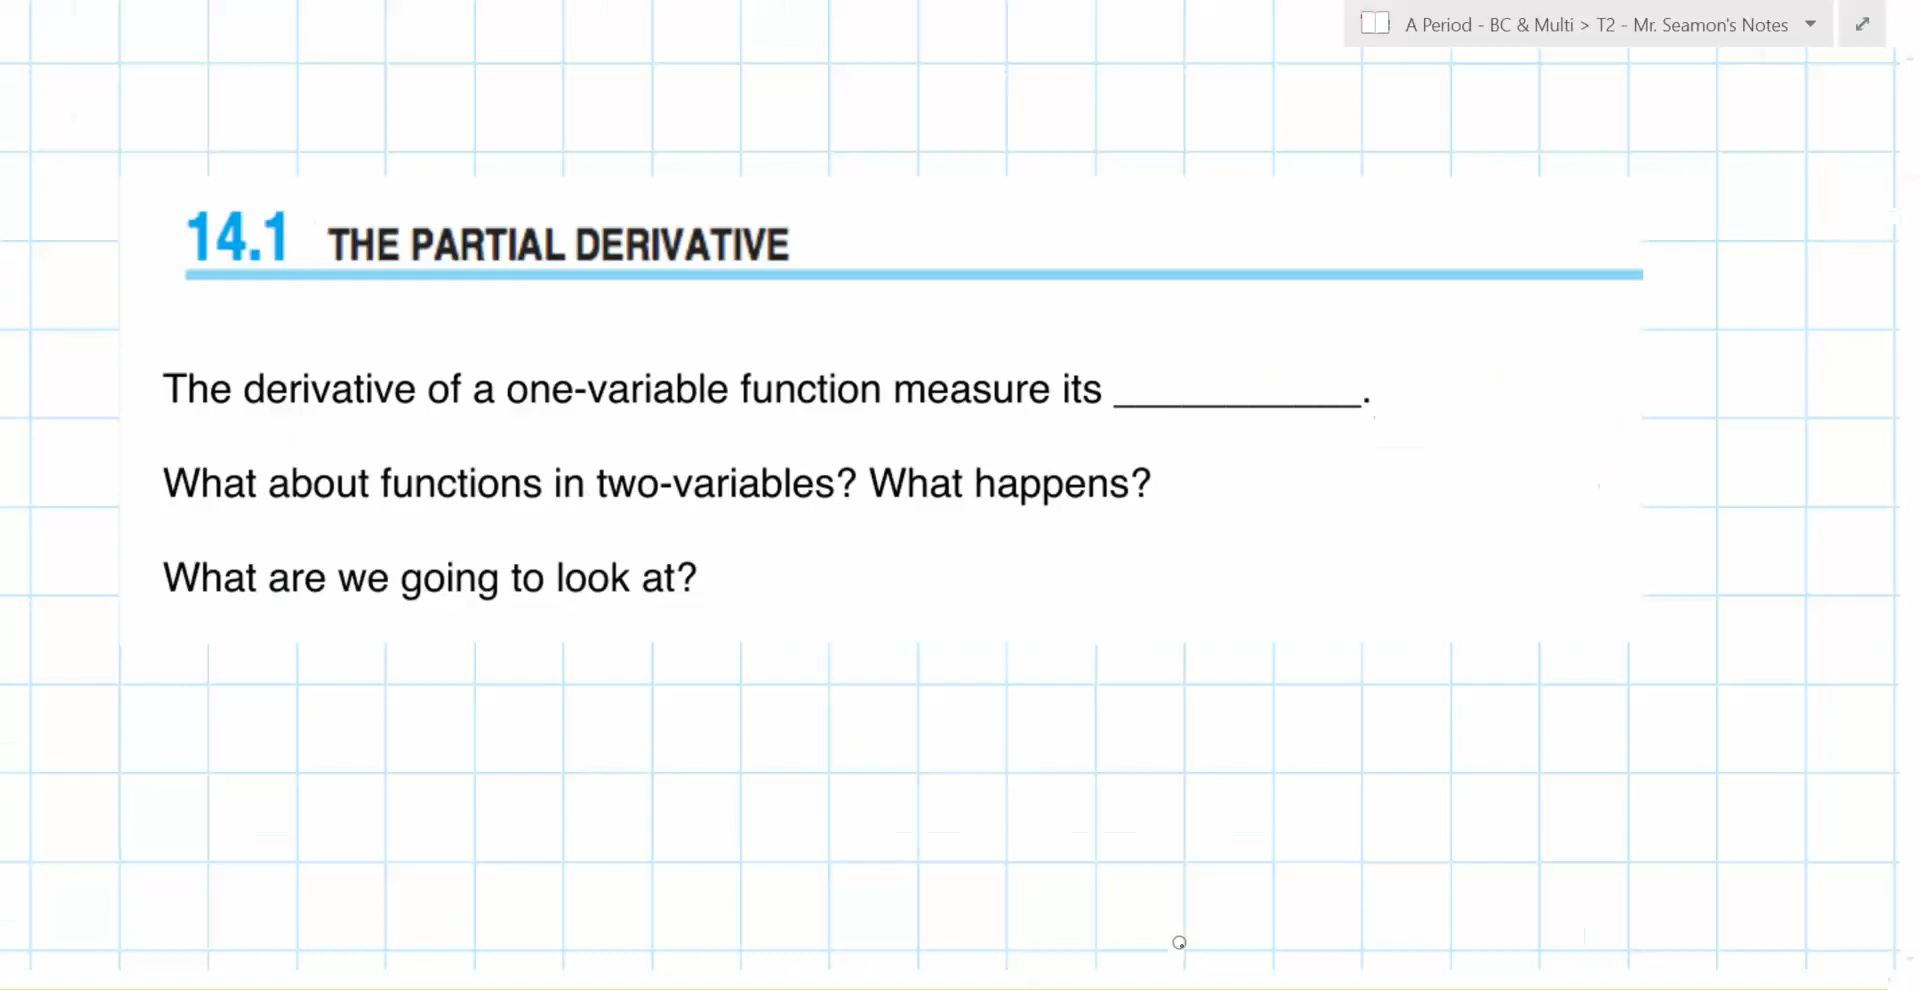 A Period - BC & Multi > T2 - Mr. Seamon's Notes
14.1 THE PARTIAL DERIVATIVE
The derivative of a one-variable function measure its ___________.
What about functions in two-variables? What happens?
What are we going to look at?